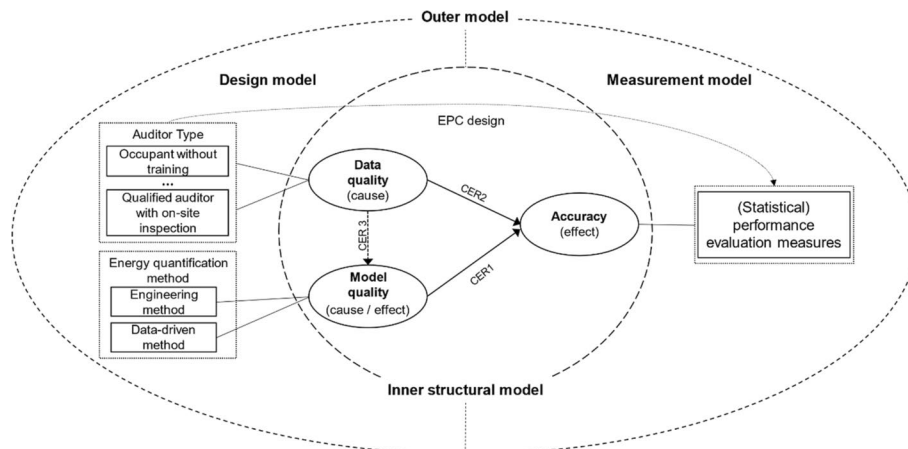 Outer model
Design model
Measurement model
EPC design
Auditor Type
Occupant without
training
...
Qualified auditor
with on-site
inspection
Data
quality
(cause)
CER2
CER 3
Accuracy
(effect)
(Statistical)
performance
evaluation measures
Energy quantification
method
Engineering
method
Data-driven
method
Model
quality
(cause / effect)
CER1
Inner structural model